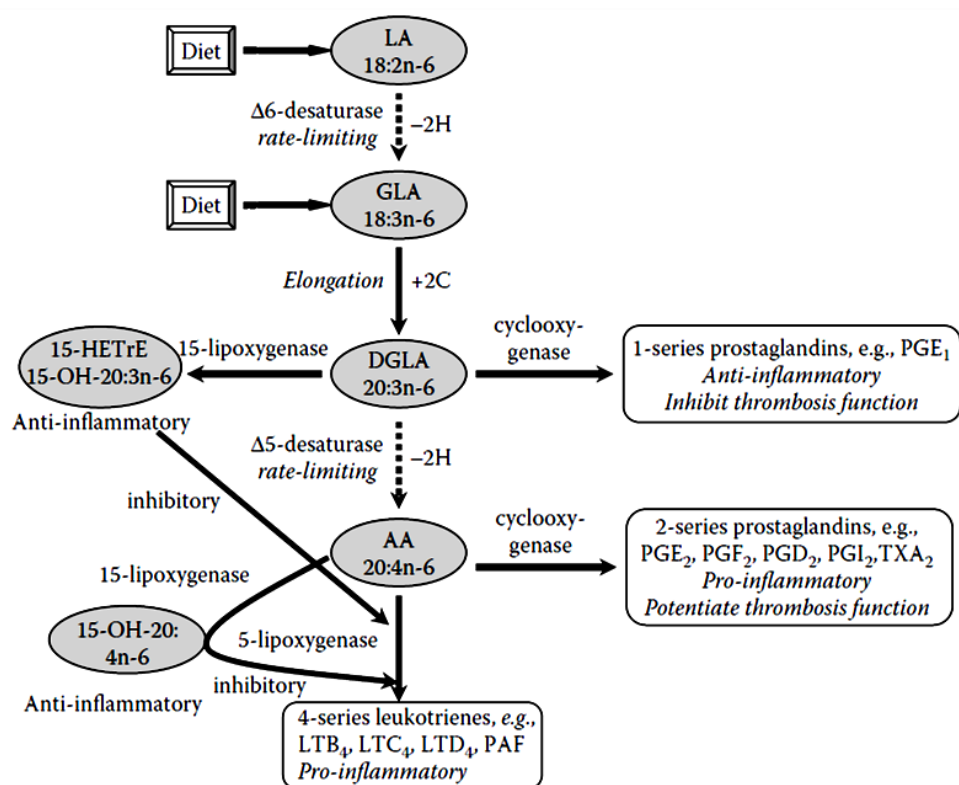 Diet
LA
18:2n-6
Δ6-desaturase
rate-limiting
–2H
Diet
GLA
18:3n-6
Elongation
+2C
15-HETrE
15-OH-20:3n-6
Anti-inflammatory
15-lipoxygenase
DGLA
20:3n-6
cyclooxy-
genase
1-series prostaglandins, e.g., PGE₁
Anti-inflammatory
Inhibit thrombosis function
Δ5-desaturase
rate-limiting
–2H
inhibitory
AA
20:4n-6
cyclooxy-
genase
2-series prostaglandins, e.g.,
PGE₂, PGF₂, PGD₂, PGI₂,TXA₂
Pro-inflammatory
Potentiate thrombosis function
15-lipoxygenase
15-OH-20:
4n-6
Anti-inflammatory
5-lipoxygenase
inhibitory
4-series leukotrienes, e.g.,
LTB₄, LTC₄, LTD₄, PAF
Pro-inflammatory